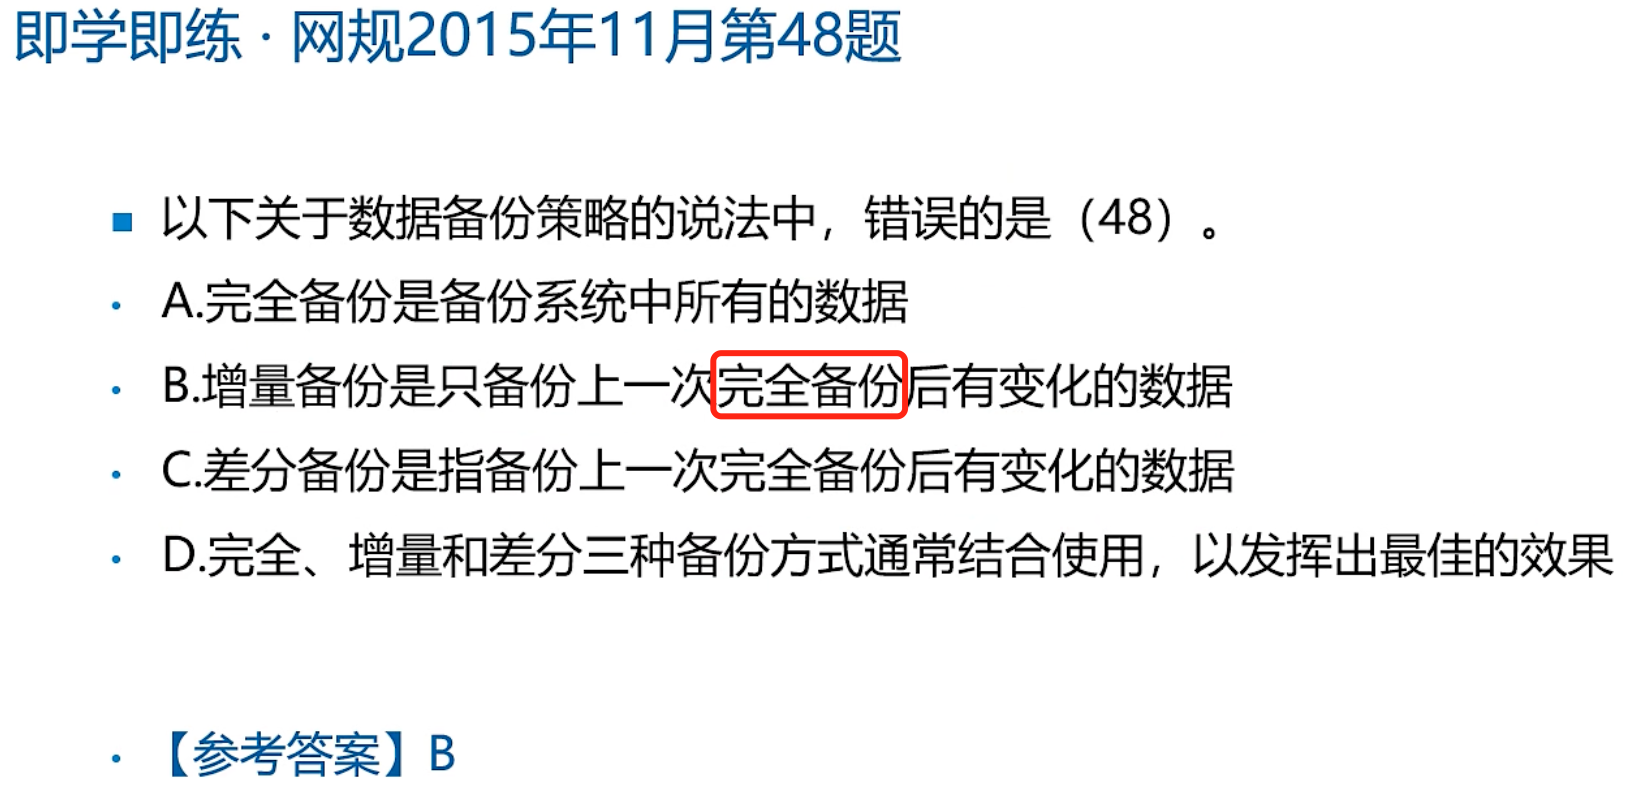 即学即练 · 网规2015年11月第48题
■ 以下关于数据备份策略的说法中，错误的是（48）。
• A.完全备份是备份系统中所有的数据
• B.增量备份是只备份上一次完全备份后有变化的数据
• C.差分备份是指备份上一次完全备份后有变化的数据
• D.完全、增量和差分三种备份方式通常结合使用，以发挥出最佳的效果
• 【参考答案】B